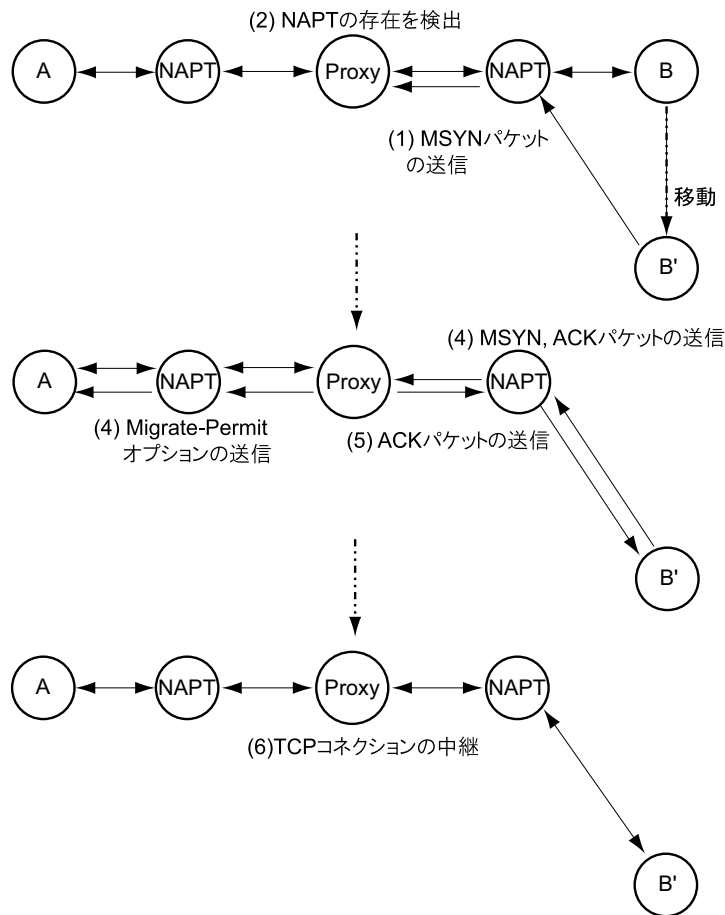 (2) NAPTの存在を検出
A
NAPT
Proxy
NAPT
B
(1) MSYNパケット
の送信
移動
B'
(4) MSYN, ACKパケットの送信
A
NAPT
Proxy
NAPT
(4) Migrate-Permit
オプションの送信
(5) ACKパケットの送信
B'
A
NAPT
Proxy
NAPT
(6)TCPコネクションの中継
B'